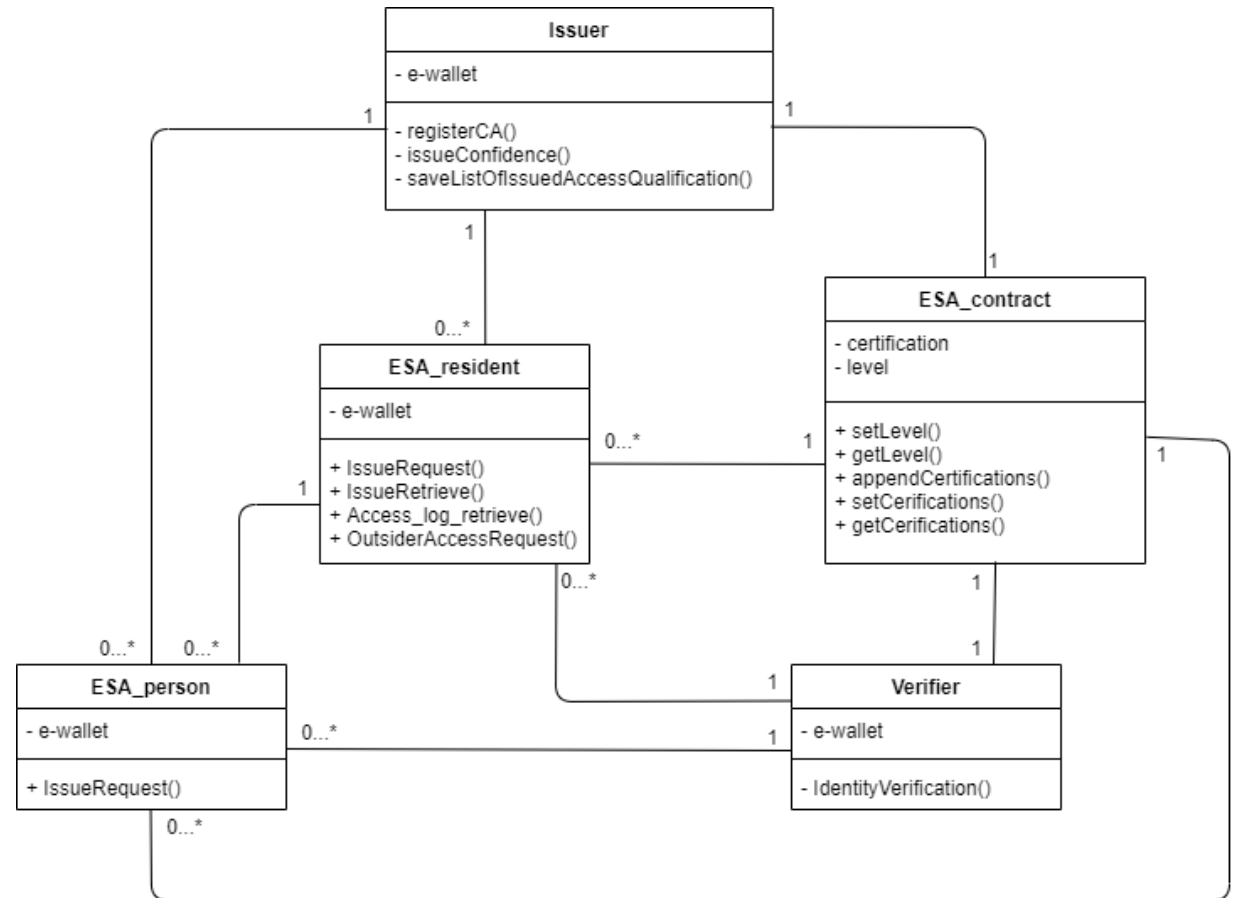 Issuer
- e-wallet
- registerCA()
- issueConfidence()
- saveListOfIssuedAccessQualification()
1
1
1
1
0...*
ESA_contract
- certification
- level
+ setLevel()
+ getLevel()
+ appendCertifications()
+ setCerifications()
+ getCerifications()
ESA_resident
- e-wallet
+ IssueRequest()
+ IssueRetrieve()
+ Access_log_retrieve()
+ OutsiderAccessRequest()
0...*
1
1
1
0...*
1
0...*
0...*
1
1
ESA_person
- e-wallet
+ IssueRequest()
0...*
1
Verifier
- e-wallet
- IdentityVerification()
0...*